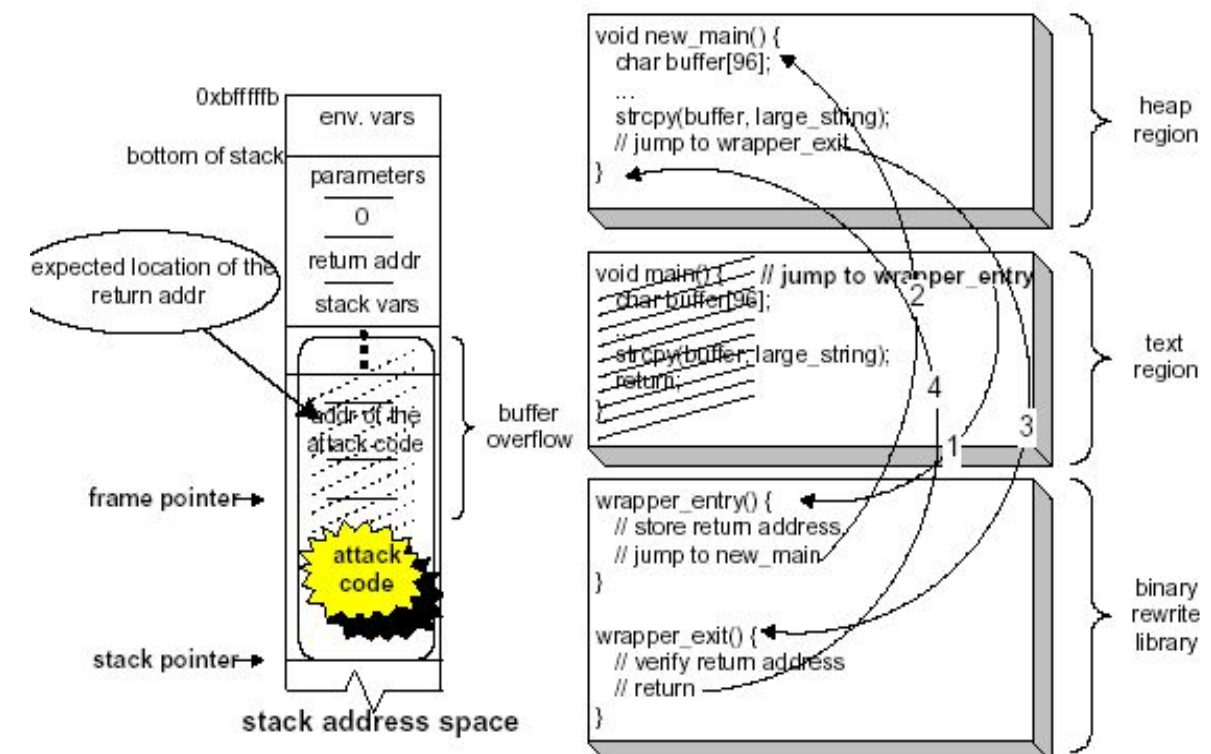 0xbfffffb
env. vars
bottom of stack
parameters
0
return addr
stack vars
expected location of the
return addr
addr of the
attack code
buffer
overflow
frame pointer
attack
code
stack pointer
stack address space
void new_main() {
char buffer[96];
...
strcpy(buffer, large_string);
// jump to wrapper_exit
}
heap
region
void main() { // jump to wrapper_entry
char buffer[96];
...
strcpy(buffer, large_string);
return;
}
text
region
2
4
1
3
wrapper_entry() {
// store return address
// jump to new_main
}
wrapper_exit() {
// verify return address
// return
}
binary
rewrite
library